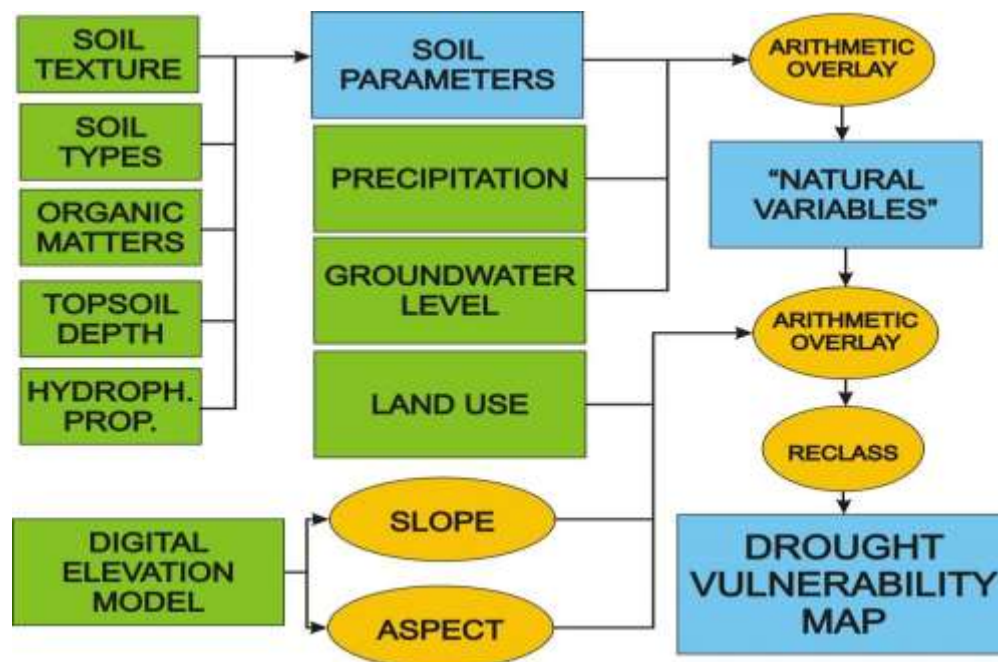 SOIL
TEXTURE
SOIL
TYPES
ORGANIC
MATTERS
TOPSOIL
DEPTH
HYDROPH.
PROP.
SOIL
PARAMETERS
PRECIPITATION
GROUNDWATER
LEVEL
LAND USE
DIGITAL
ELEVATION
MODEL
SLOPE
ASPECT
ARITHMETIC
OVERLAY
“NATURAL
VARIABLES”
ARITHMETIC
OVERLAY
RECLASS
DROUGHT
VULNERABILITY
MAP